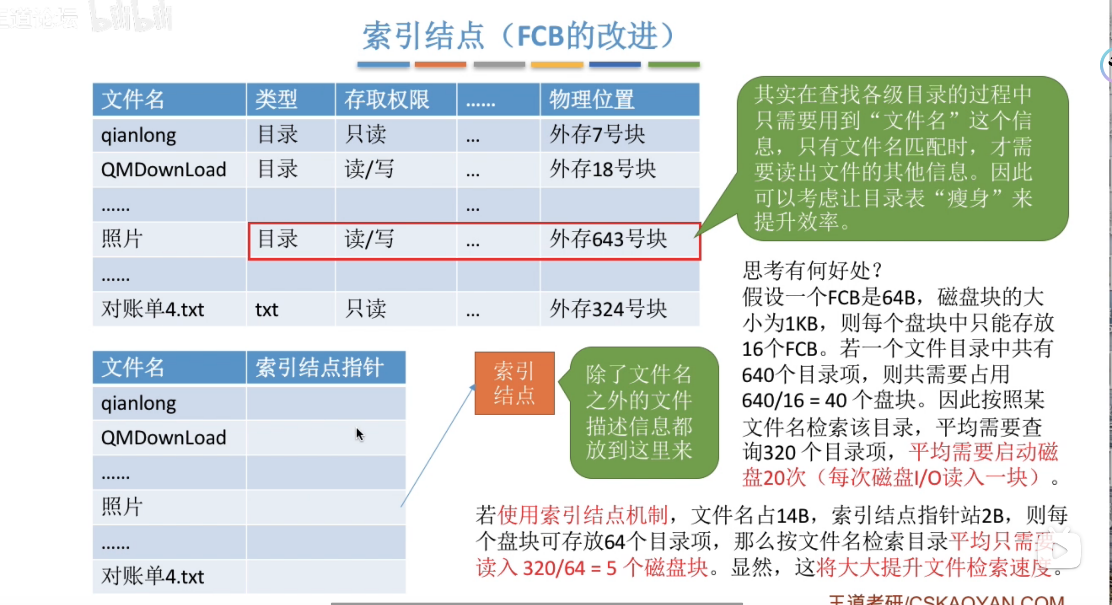 bilibili
索引结点（FCB的改进）
文件名 类型 存取权限 …… 物理位置
qianlong 目录 只读 … 外存7号块
QMDownLoad 目录 读/写 … 外存18号块
…… …
照片 目录 读/写 … 外存643号块
……
对账单4.txt txt 只读 … 外存324号块
其实在查找各级目录的过程中
只需要用到“文件名”这个信
息，只有文件名匹配时，才需
要读出文件的其他信息。因此
可以考虑让目录表“瘦身”来
提升效率。
文件名 索引结点指针
qianlong
QMDownLoad
……
照片
……
对账单4.txt
索引
结点
除了文件名
之外的文件
描述信息都
放到这里来
思考有何好处？
假设一个FCB是64B，磁盘块的大
小为1KB，则每个盘块中只能存放
16个FCB。若一个文件目录中共有
640个目录项，则共需要占用
640/16 = 40 个盘块。因此按照某
文件名检索该目录，平均需要查
询320 个目录项，平均需要启动磁
盘20次（每次磁盘I/O读入一块）。
若使用索引结点机制，文件名占14B，索引结点指针站2B，则每
个盘块可存放64个目录项，那么按文件名检索目录平均只需要
读入 320/64 = 5 个磁盘块。显然，这将大大提升文件检索速度。
王道考研/CSKAOYAN.COM